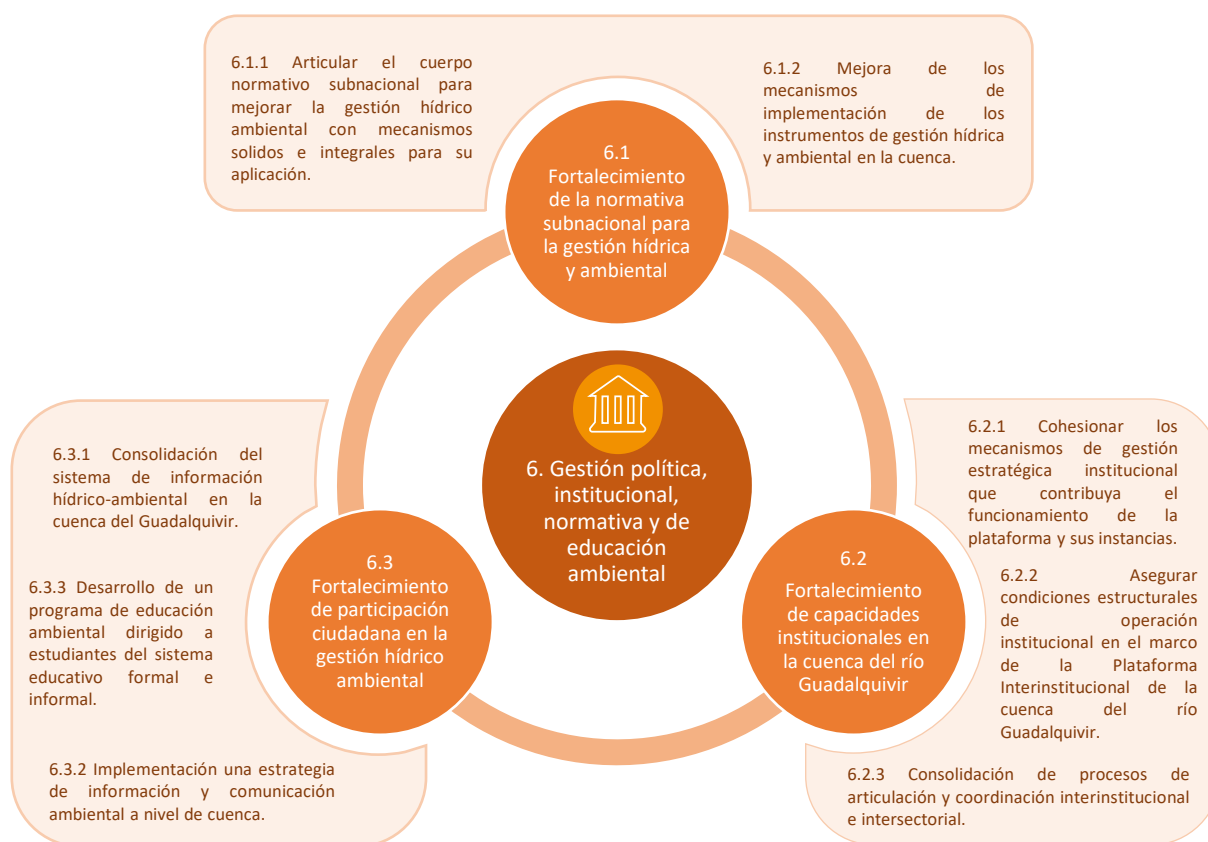 6.1.1 Articular el cuerpo
normativo subnacional para
mejorar la gestión hídrico
ambiental con mecanismos
solidos e integrales para su
aplicación.
6.1.2 Mejora de los
mecanismos de
implementación de los
instrumentos de gestión hídrica
y ambiental en la cuenca.
6.1
Fortalecimiento
de la normativa
subnacional para
la gestión hídrica
y ambiental
6. Gestión política,
institucional,
normativa y de
educación
ambiental
6.3.1 Consolidación del
sistema de información
hídrico-ambiental en la
cuenca del Guadalquivir.
6.3.3 Desarrollo de un
programa de educación
ambiental dirigido a
estudiantes del sistema
educativo formal e
informal.
6.3.2 Implementación una estrategia
de información y comunicación
ambiental a nivel de cuenca.
6.3
Fortalecimiento
de participación
ciudadana en la
gestión hídrico
ambiental
6.2
Fortalecimiento
de capacidades
institucionales en
la cuenca del río
Guadalquivir
6.2.1 Cohesionar los
mecanismos de gestión
estratégica institucional
que contribuya el
funcionamiento de la
plataforma y sus instancias.
6.2.2 Asegurar
condiciones estructurales
de operación
institucional en el marco
de la Plataforma
Interinstitucional de la
cuenca del río
Guadalquivir.
6.2.3 Consolidación de procesos de
articulación y coordinación interinstitucional
e intersectorial.